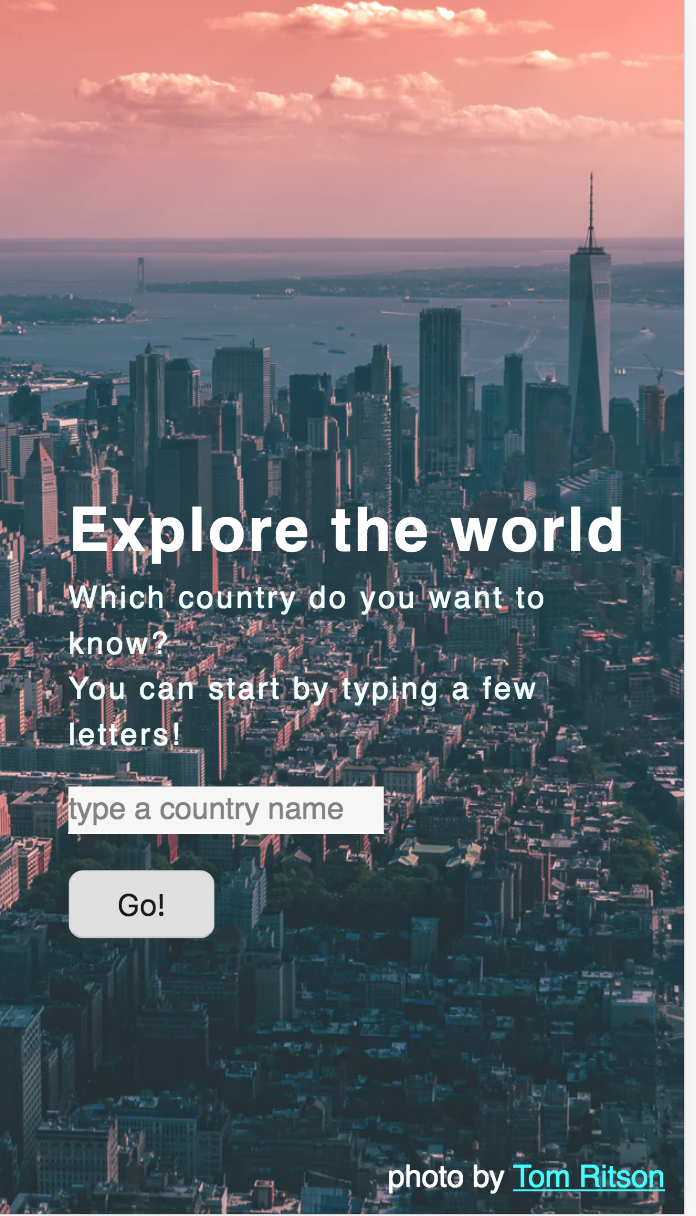 Explore the world
Which country do you want to
know?
You can start by typing a few
letters!
type a country name
Go!
photo by Tom Ritson